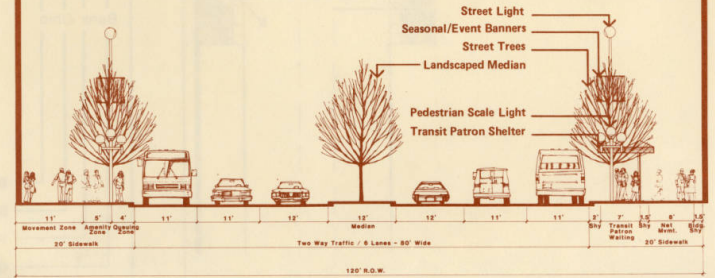 Street Light
Seasonal/Event Banners
Street Trees
Landscaped Median
Pedestrian Scale Light
Transit Patron Shelter
11' 5' 4' 11' 11' 12' 12' 12' 11' 11' 2' 7' 1.5' 8' 1.5'
Movement Zone Amenity Zone Queuing Zone Median Shy Transit Patron Waiting Shy Net Mvmt. Bldg. Shy
20' Sidewalk Two Way Traffic / 6 Lanes - 80' Wide 20' Sidewalk
120' R.O.W.